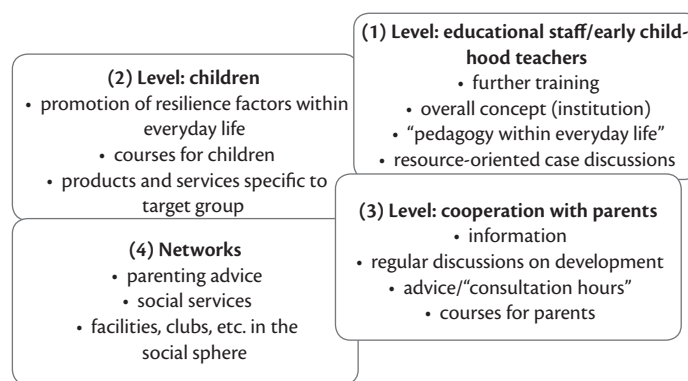 (1) Level: educational staff/early child-
hood teachers
• further training
• overall concept (institution)
• “pedagogy within everyday life”
• resource-oriented case discussions
(2) Level: children
• promotion of resilience factors within
everyday life
• courses for children
• products and services specific to
target group
(3) Level: cooperation with parents
• information
• regular discussions on development
• advice/“consultation hours”
• courses for parents
(4) Networks
• parenting advice
• social services
• facilities, clubs, etc. in the
social sphere